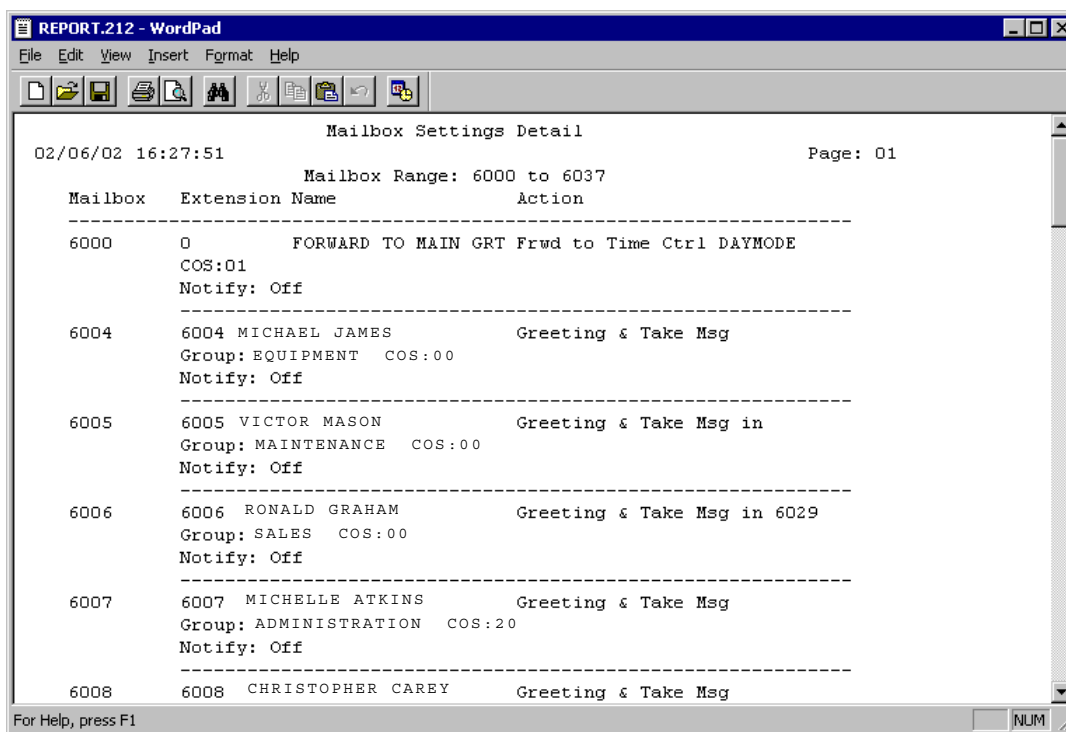 REPORT.212 - WordPad
File Edit View Insert Format Help
Mailbox Settings Detail
02/06/02 16:27:51 Page: 01
Mailbox Range: 6000 to 6037
Mailbox Extension Name Action
----------------------------------------------------------------------
6000 0 FORWARD TO MAIN GRT Frwd to Time Ctrl DAYMODE
COS:01
Notify: Off
------------------------------------------------------------
6004 6004 MICHAEL JAMES Greeting & Take Msg
Group: EQUIPMENT COS:00
Notify: Off
------------------------------------------------------------
6005 6005 VICTOR MASON Greeting & Take Msg in
Group: MAINTENANCE COS:00
Notify: Off
------------------------------------------------------------
6006 6006 RONALD GRAHAM Greeting & Take Msg in 6029
Group: SALES COS:00
Notify: Off
------------------------------------------------------------
6007 6007 MICHELLE ATKINS Greeting & Take Msg
Group: ADMINISTRATION COS:20
Notify: Off
------------------------------------------------------------
6008 6008 CHRISTOPHER CAREY Greeting & Take Msg
For Help, press F1 NUM